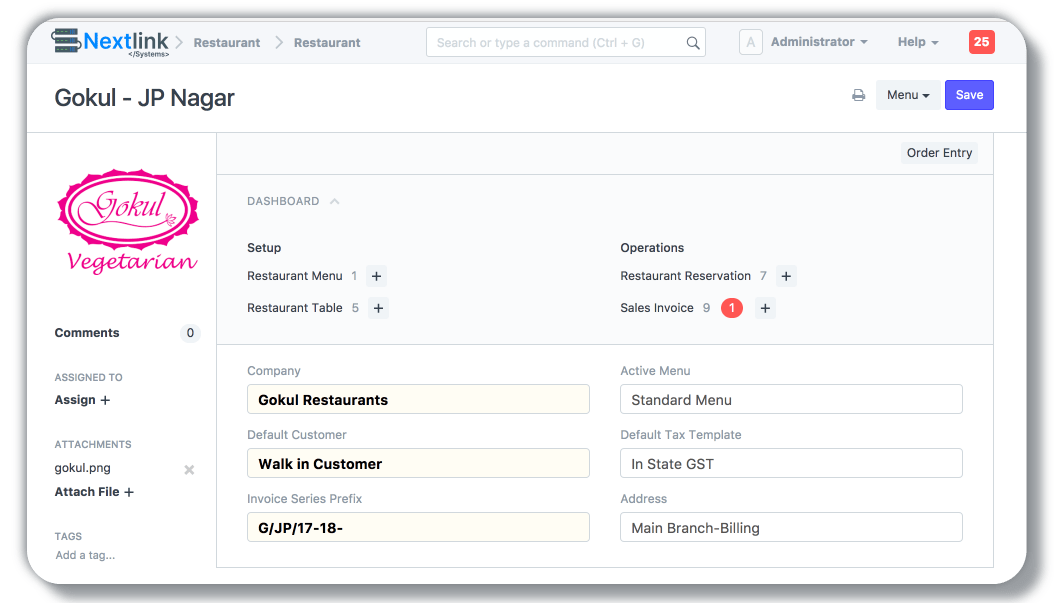 Nextlink
</Systems>
Restaurant
Restaurant
Search or type a command (Ctrl + G)
A
Administrator
Help
25
Gokul - JP Nagar
Menu
Save
Gokul
Vegetarian
Order Entry
DASHBOARD
Setup
Operations
Restaurant Menu 1 +
Restaurant Reservation 7 +
Restaurant Table 5 +
Sales Invoice 9 1 +
Comments 0
ASSIGNED TO
Assign +
ATTACHMENTS
gokul.png ×
Attach File +
TAGS
Add a tag...
Company
Gokul Restaurants
Active Menu
Standard Menu
Default Customer
Walk in Customer
Default Tax Template
In State GST
Invoice Series Prefix
G/JP/17-18-
Address
Main Branch-Billing